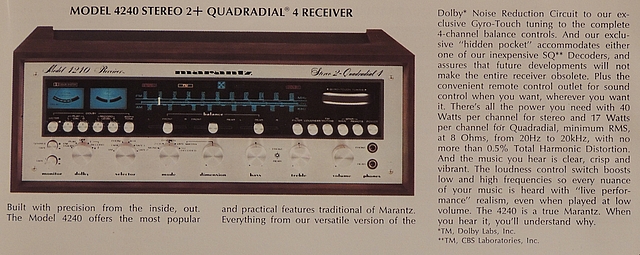 MODEL 4240 STEREO 2+ QUADRADIAL® 4 RECEIVER
Model 4240 Receiver
marantz
Stereo 2 · Quadradial 4
balance
monitor dolby selector mode dimension bass treble volume phones
Built with precision from the inside, out.
The Model 4240 offers the most popular
and practical features traditional of Marantz.
Everything from our versatile version of the
Dolby* Noise Reduction Circuit to our ex-
clusive Gyro-Touch tuning to the complete
4-channel balance controls. And our exclu-
sive "hidden pocket" accommodates either
one of our inexpensive SQ** Decoders, and
assures that future developments will not
make the entire receiver obsolete. Plus the
convenient remote control outlet for sound
control when you want, wherever you want
it. There's all the power you need with 40
Watts per channel for stereo and 17 Watts
per channel for Quadradial, minimum RMS,
at 8 Ohms, from 20Hz to 20kHz, with no
more than 0.5% Total Harmonic Distortion.
And the music you hear is clear, crisp and
vibrant. The loudness control switch boosts
low and high frequencies so every nuance
of your music is heard with "live perfor-
mance" realism, even when played at low
volume. The 4240 is a true Marantz. When
you hear it, you'll understand why.
*TM, Dolby Labs, Inc.
**TM, CBS Laboratories, Inc.